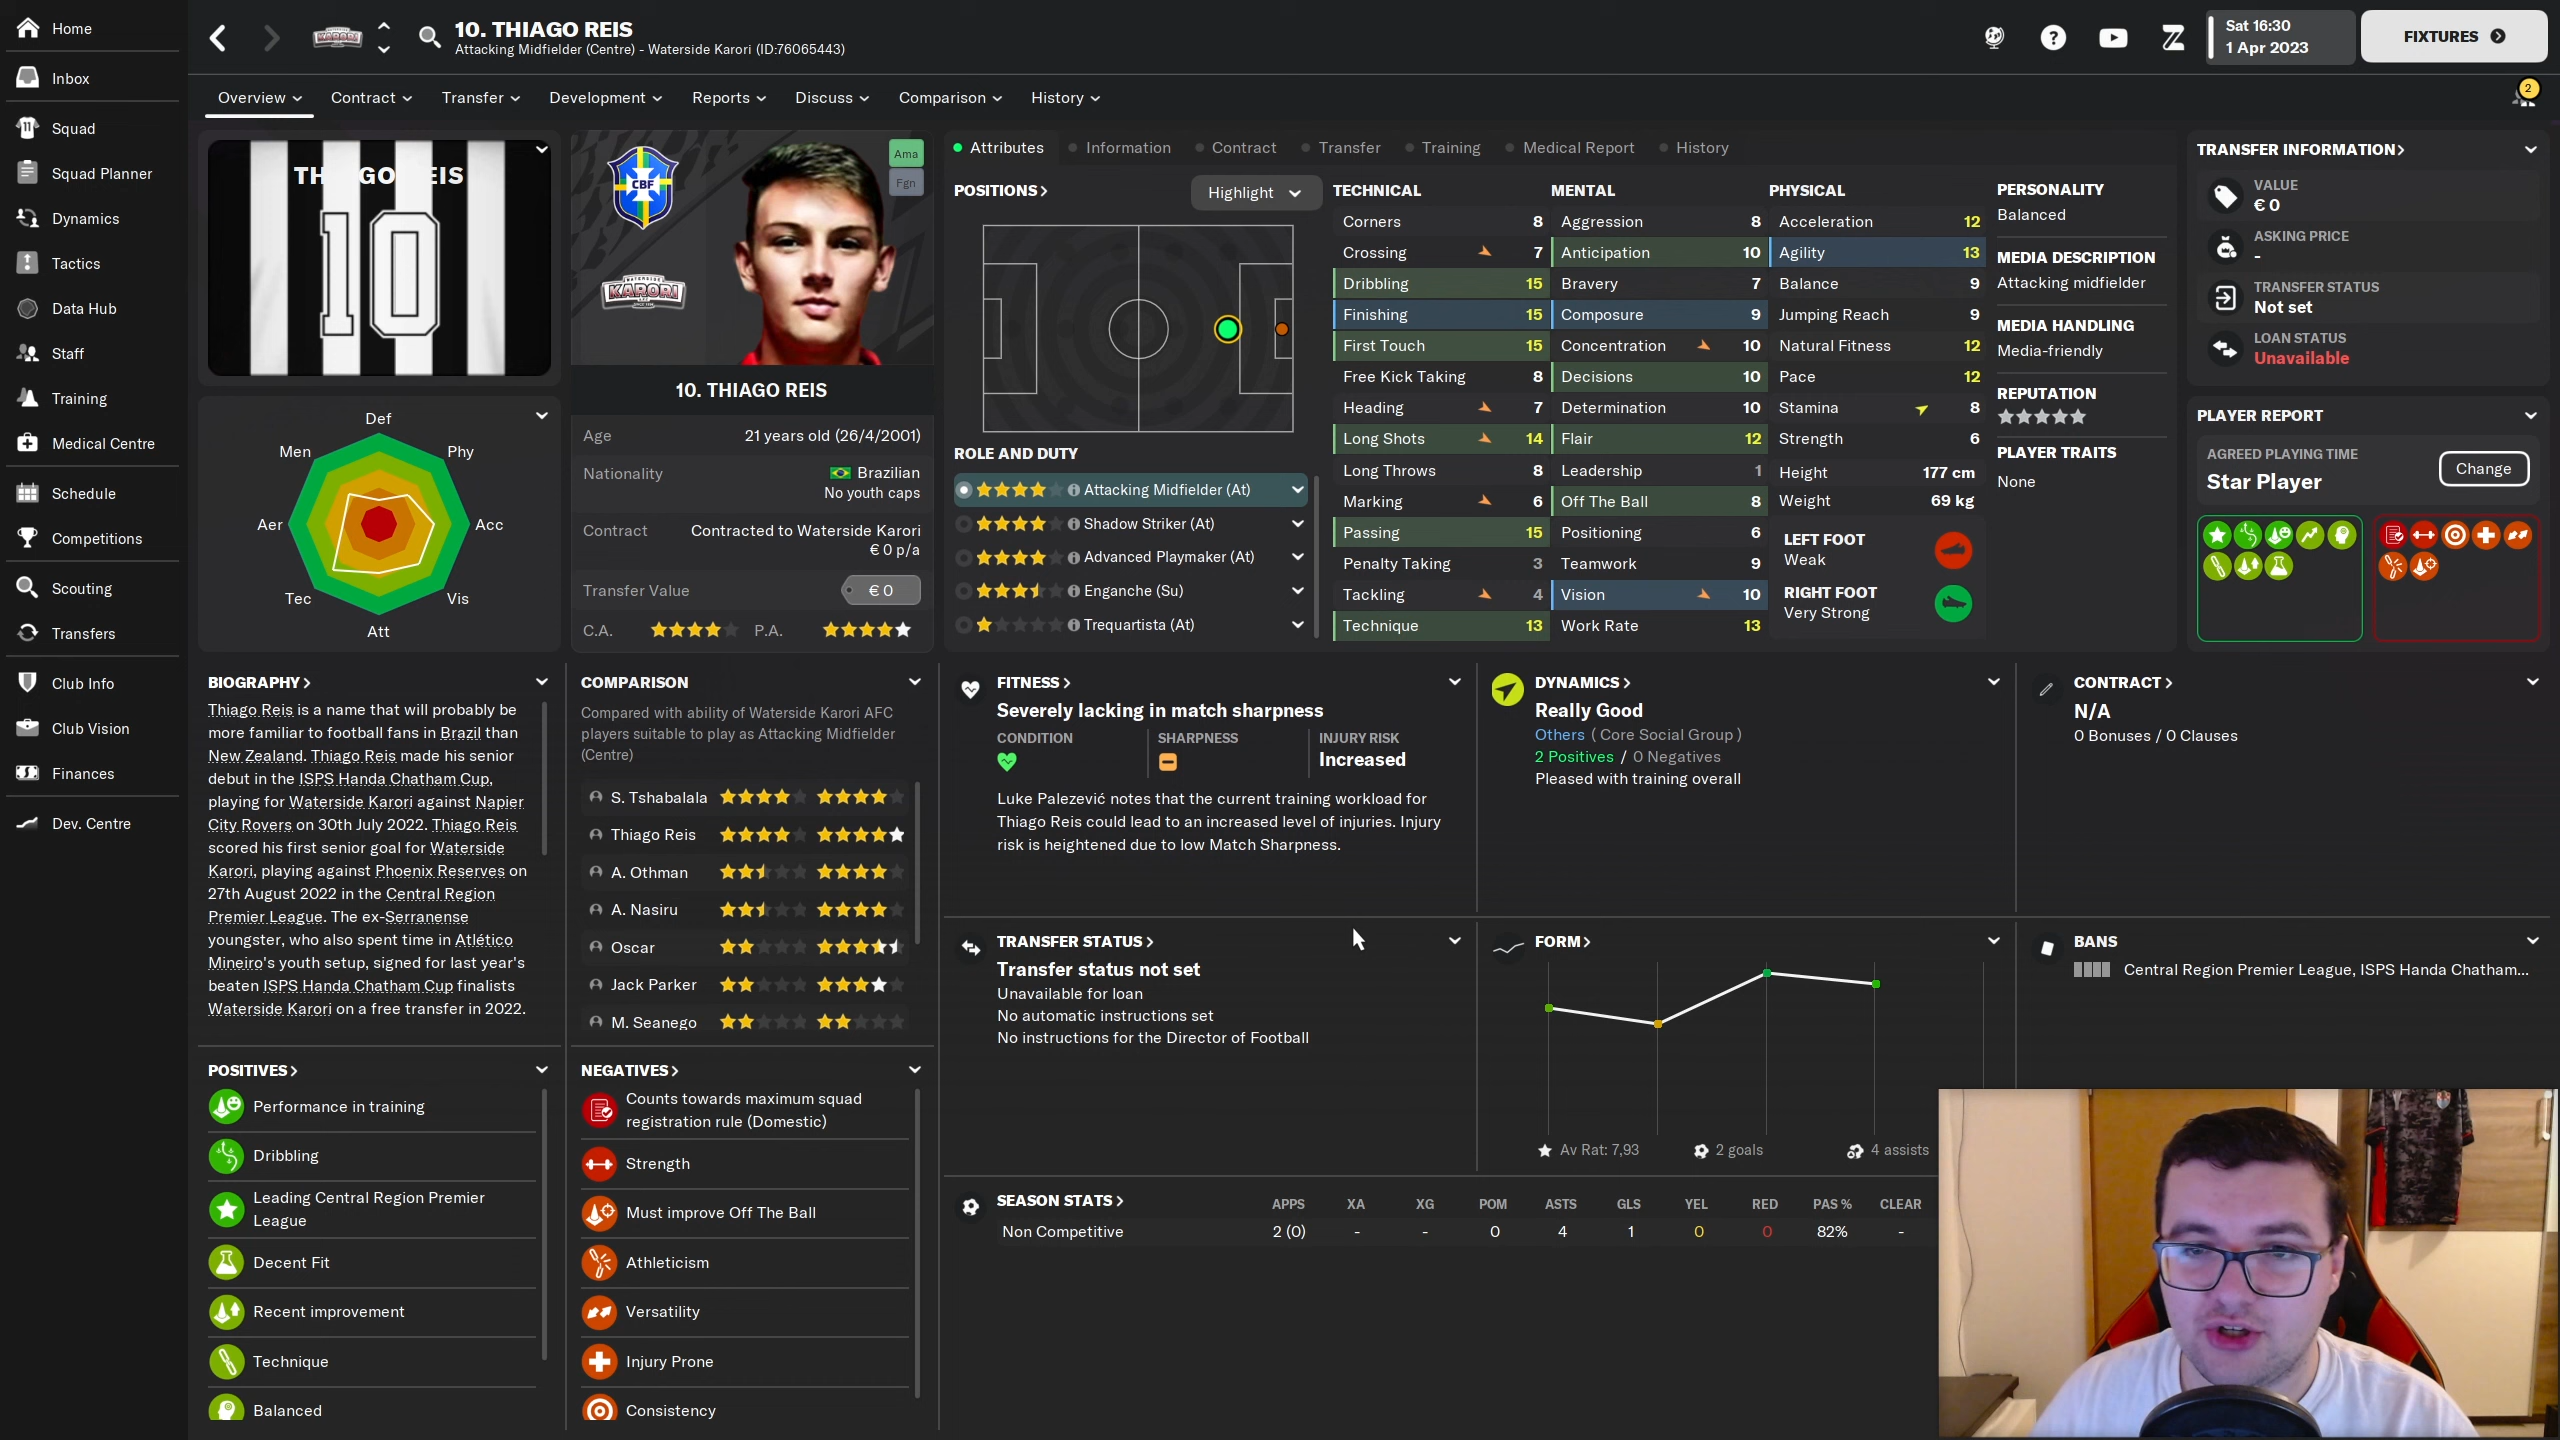 Home
Inbox
Squad
Squad Planner
Dynamics
Tactics
Data Hub
Staff
Training
Medical Centre
Schedule
Competitions
Scouting
Transfers
Club Info
Club Vision
Finances
Dev. Centre
KARORI
10. THIAGO REIS
Attacking Midfielder (Centre) - Waterside Karori (ID:76065443)
Sat 16:30
1 Apr 2023
FIXTURES
Overview
Contract
Transfer
Development
Reports
Discuss
Comparison
History
2
10
Def
Phy
Acc
Vis
Att
Tec
Aer
Men
CBF
KARORI
Ama
Fgn
10. THIAGO REIS
Age 21 years old (26/4/2001)
Nationality Brazilian
No youth caps
Contract Contracted to Waterside Karori
€ 0 p/a
Transfer Value € 0
C.A. P.A.
Attributes
Information
Contract
Transfer
Training
Medical Report
History
POSITIONS
Highlight
ROLE AND DUTY
Attacking Midfielder (At)
Shadow Striker (At)
Advanced Playmaker (At)
Enganche (Su)
Trequartista (At)
TECHNICAL
Corners 8
Crossing 7
Dribbling 15
Finishing 15
First Touch 15
Free Kick Taking 8
Heading 7
Long Shots 14
Long Throws 8
Marking 6
Passing 15
Penalty Taking 3
Tackling 4
Technique 13
MENTAL
Aggression 8
Anticipation 10
Bravery 7
Composure 9
Concentration 10
Decisions 10
Determination 10
Flair 12
Leadership 1
Off The Ball 8
Positioning 6
Teamwork 9
Vision 10
Work Rate 13
PHYSICAL
Acceleration 12
Agility 13
Balance 9
Jumping Reach 9
Natural Fitness 12
Pace 12
Stamina 8
Strength 6
Height 177 cm
Weight 69 kg
LEFT FOOT
Weak
RIGHT FOOT
Very Strong
PERSONALITY
Balanced
MEDIA DESCRIPTION
Attacking midfielder
MEDIA HANDLING
Media-friendly
REPUTATION
PLAYER TRAITS
None
TRANSFER INFORMATION
VALUE
€ 0
ASKING PRICE
-
TRANSFER STATUS
Not set
LOAN STATUS
Unavailable
PLAYER REPORT
AGREED PLAYING TIME
Star Player
Change
BIOGRAPHY
Thiago Reis is a name that will probably be
more familiar to football fans in Brazil than
New Zealand. Thiago Reis made his senior
debut in the ISPS Handa Chatham Cup,
playing for Waterside Karori against Napier
City Rovers on 30th July 2022. Thiago Reis
scored his first senior goal for Waterside
Karori, playing against Phoenix Reserves on
27th August 2022 in the Central Region
Premier League. The ex-Serranense
youngster, who also spent time in Atlético
Mineiro's youth setup, signed for last year's
beaten ISPS Handa Chatham Cup finalists
Waterside Karori on a free transfer in 2022.
COMPARISON
Compared with ability of Waterside Karori AFC
players suitable to play as Attacking Midfielder
(Centre)
S. Tshabalala
Thiago Reis
A. Othman
A. Nasiru
Oscar
Jack Parker
M. Seanego
POSITIVES
Performance in training
Dribbling
Leading Central Region Premier
League
Decent Fit
Recent improvement
Technique
Balanced
NEGATIVES
Counts towards maximum squad
registration rule (Domestic)
Strength
Must improve Off The Ball
Athleticism
Versatility
Injury Prone
Consistency
FITNESS
Severely lacking in match sharpness
CONDITION
SHARPNESS
INJURY RISK
Increased
Luke Palezević notes that the current training workload for
Thiago Reis could lead to an increased level of injuries. Injury
risk is heightened due to low Match Sharpness.
DYNAMICS
Really Good
Others ( Core Social Group )
2 Positives / 0 Negatives
Pleased with training overall
CONTRACT
N/A
0 Bonuses / 0 Clauses
TRANSFER STATUS
Transfer status not set
Unavailable for loan
No automatic instructions set
No instructions for the Director of Football
FORM
Av Rat: 7,93
2 goals
4 assists
BANS
Central Region Premier League, ISPS Handa Chatham...
SEASON STATS APPS XA XG POM ASTS GLS YEL RED PAS % CLEAR
Non Competitive 2 (0) - - 0 4 1 0 0 82% -